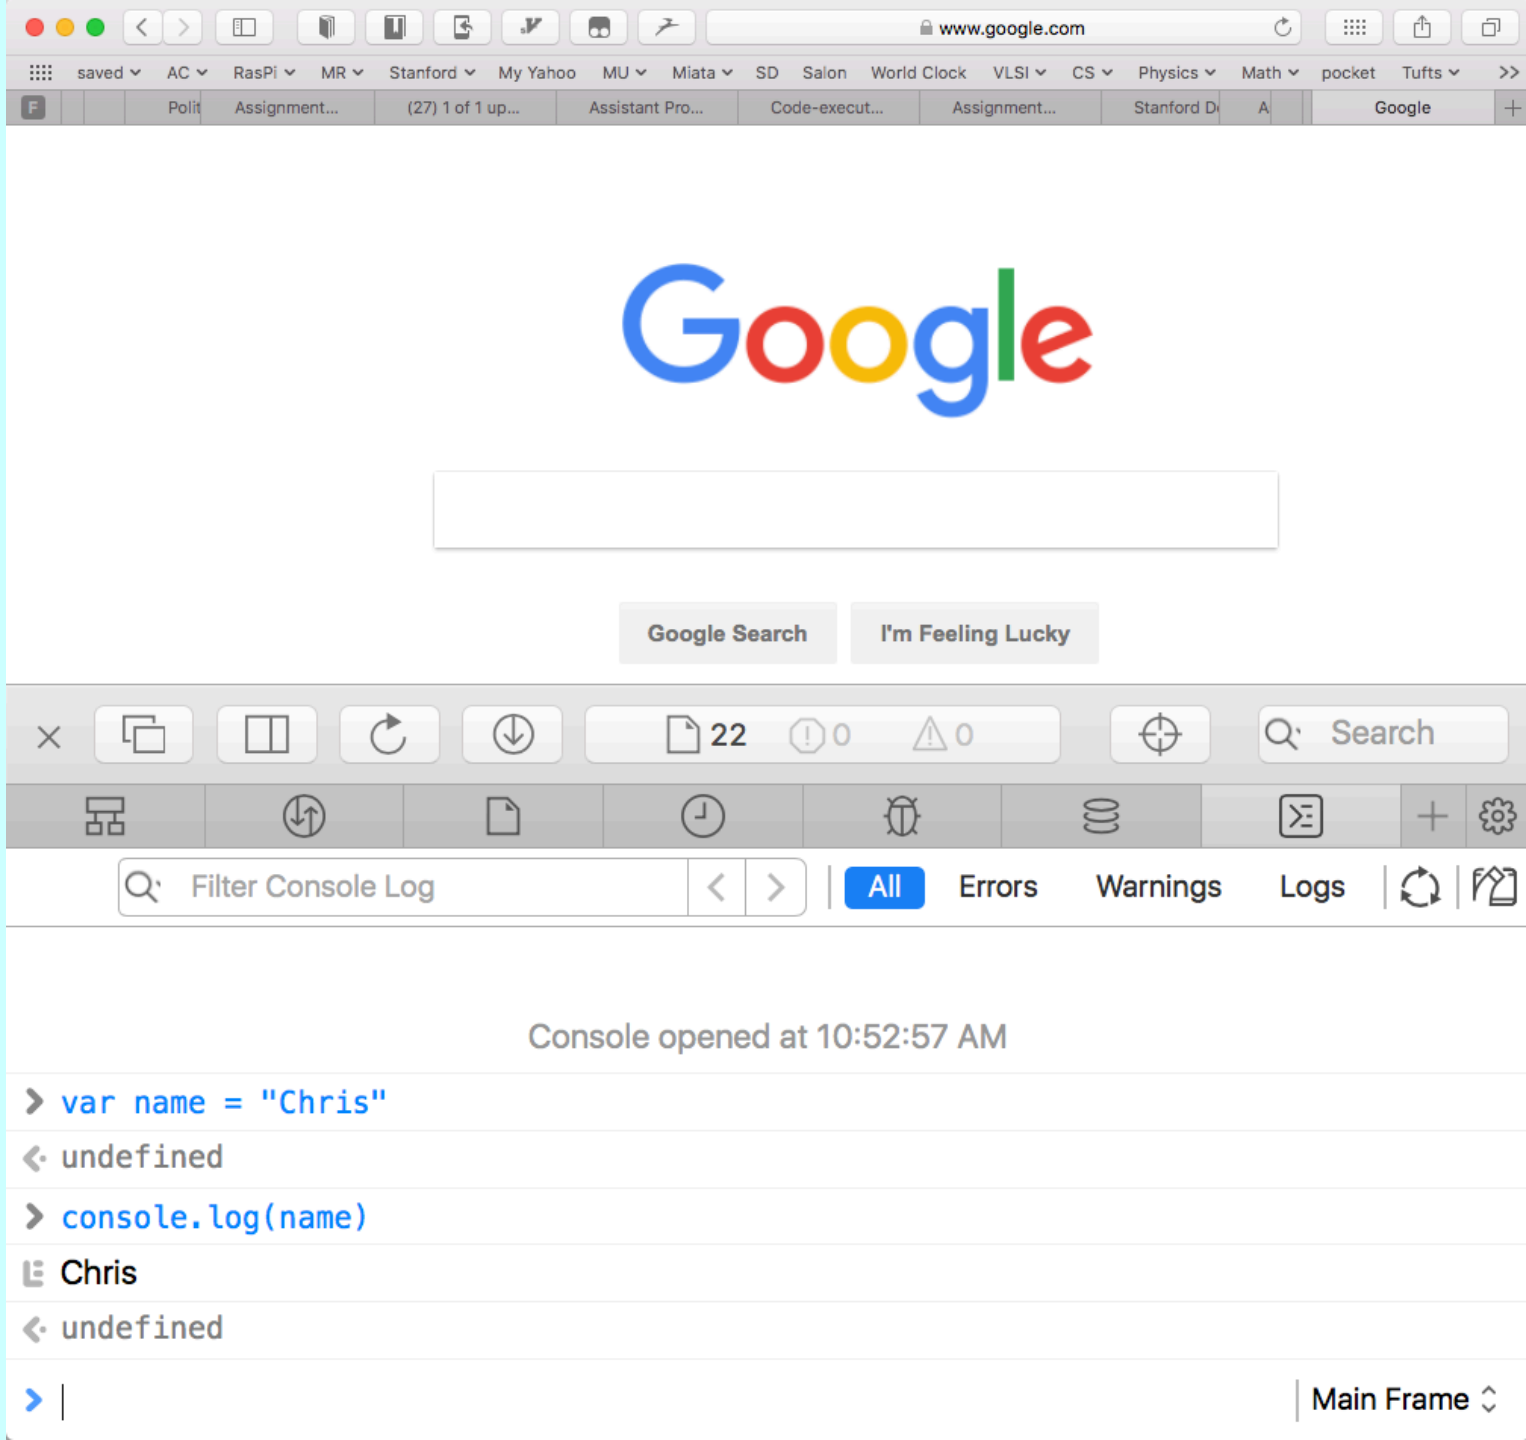 www.google.com
saved AC RasPi MR Stanford My Yahoo MU Miata SD Salon World Clock VLSI CS Physics Math pocket Tufts >>
F Polit Assignment... (27) 1 of 1 up... Assistant Pro... Code-execut... Assignment... Stanford De A Google +
Google
Google Search I'm Feeling Lucky
22 0 0 Search
Filter Console Log All Errors Warnings Logs
Console opened at 10:52:57 AM
> var name = "Chris"
undefined
> console.log(name)
Chris
undefined
> Main Frame